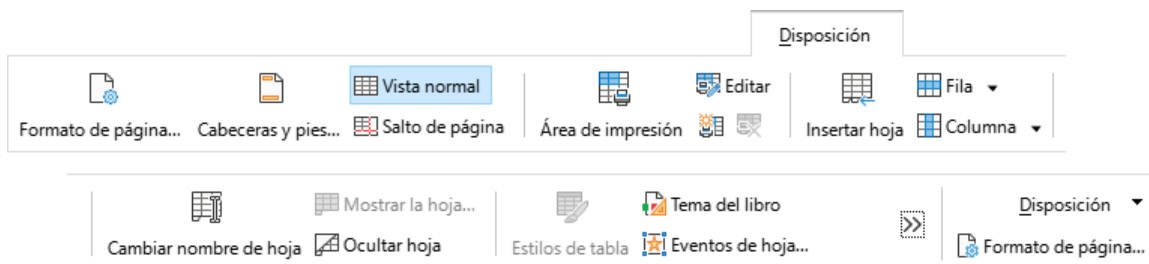 Disposición
Vista normal
Editar
Fila
Formato de página...
Cabeceras y pies...
Salto de página
Área de impresión
Insertar hoja
Columna
Mostrar la hoja...
Tema del libro
Disposición
Cambiar nombre de hoja
Ocultar hoja
Estilos de tabla
Eventos de hoja...
Formato de página...